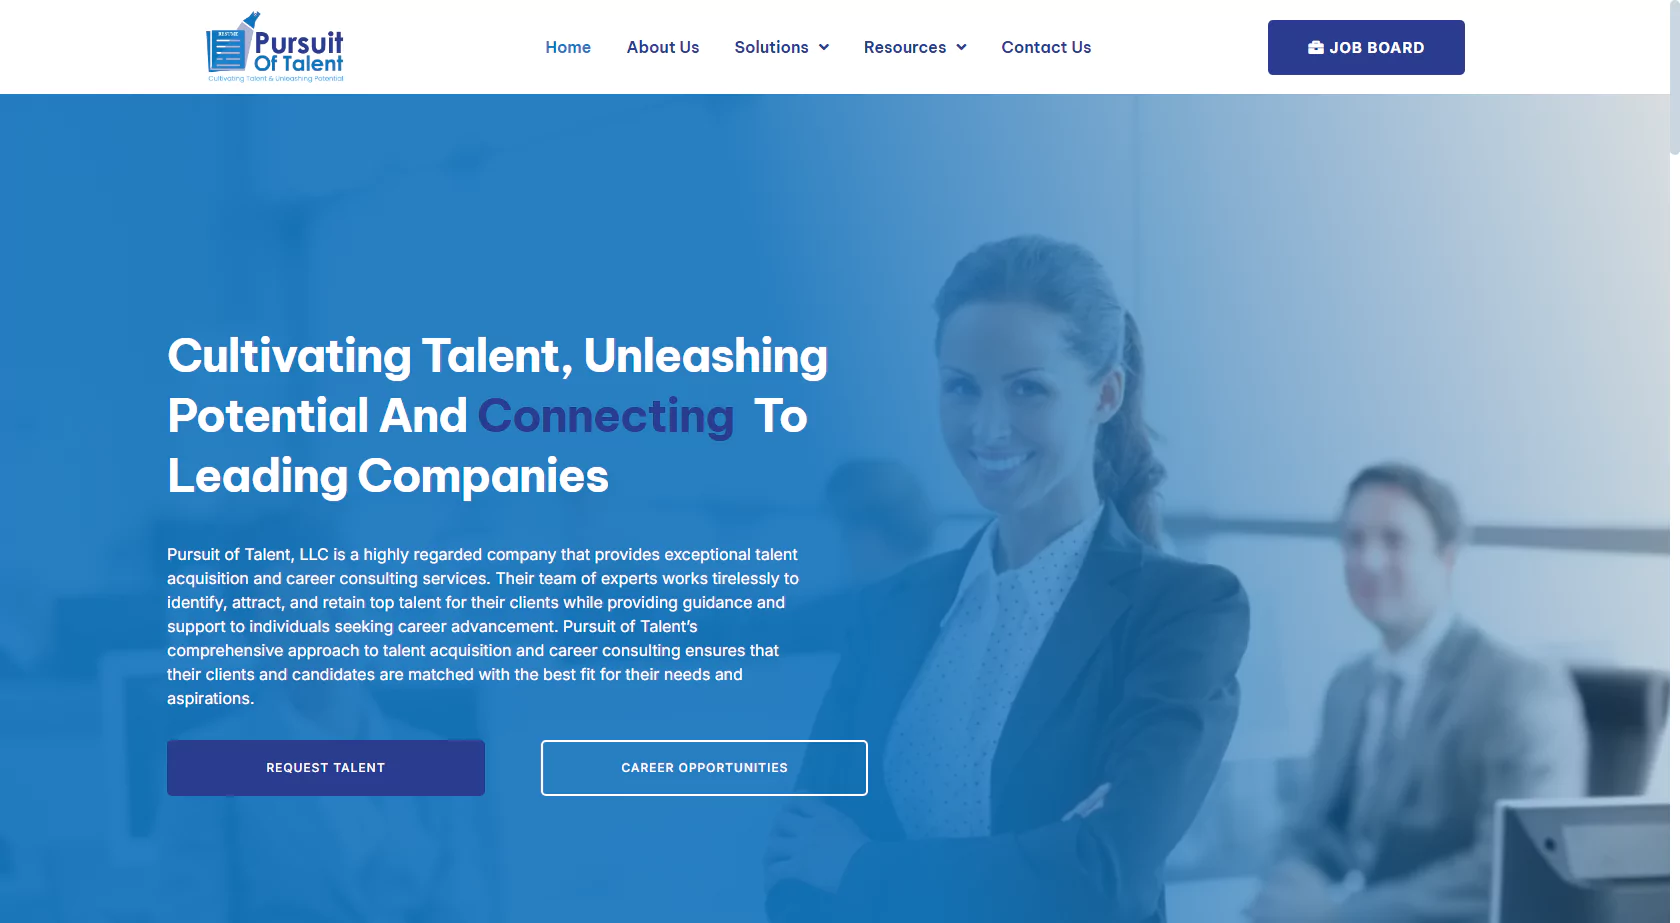 RESUME
Pursuit
Of Talent
Cultivating Talent & Unleashing Potential
Home
About Us
Solutions
Resources
Contact Us
JOB BOARD
Cultivating Talent, Unleashing
Potential And Connecting To
Leading Companies
Pursuit of Talent, LLC is a highly regarded company that provides exceptional talent
acquisition and career consulting services. Their team of experts works tirelessly to
identify, attract, and retain top talent for their clients while providing guidance and
support to individuals seeking career advancement. Pursuit of Talent’s
comprehensive approach to talent acquisition and career consulting ensures that
their clients and candidates are matched with the best fit for their needs and
aspirations.
REQUEST TALENT
CAREER OPPORTUNITIES